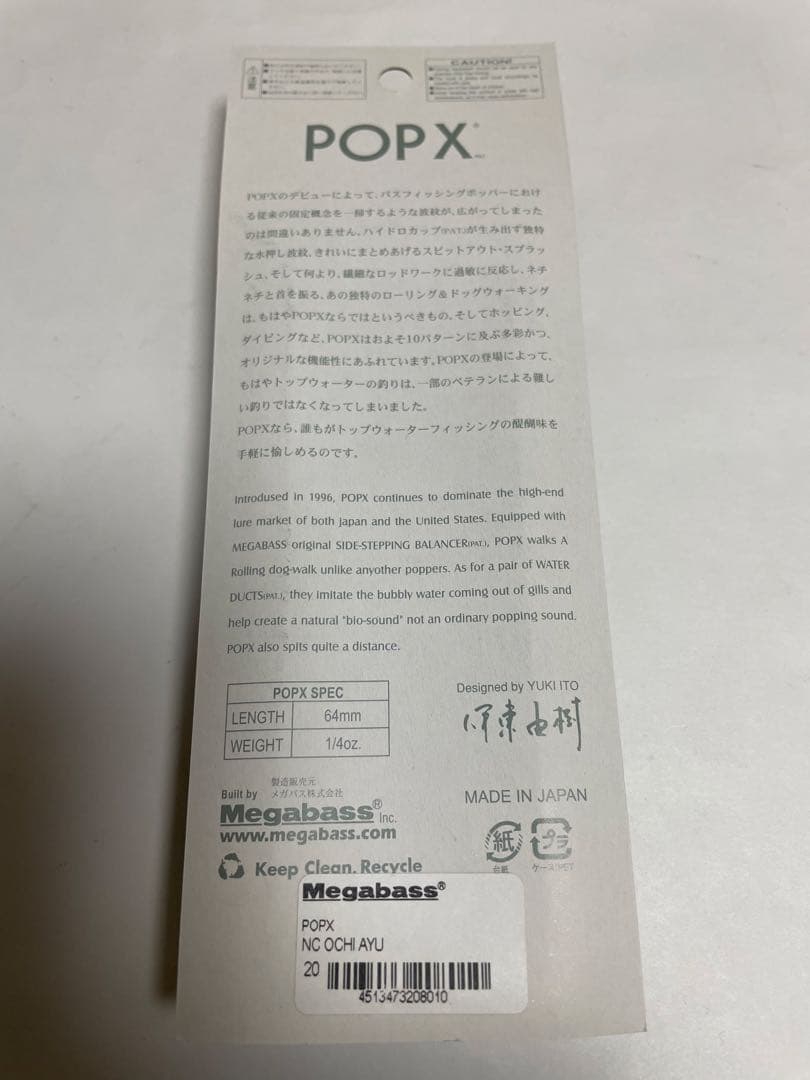 CAUTION!
POPX®
POPXのデビューによって、バスフィッシングポッパーにおけ
る従来の固定概念を一掃するような波紋が、広がってしまった
のは間違いありません。ハイドロカップ(PAT.)が生み出す独特
な水押し波紋、きれいにまとめあげるスピットアウト・スプラッ
シュ、そして何より、繊細なロッドワークに過敏に反応し、ネチ
ネチと首を振る、あの独特のローリング＆ドッグウォーキング
は、もはやPOPXならではというべきもの。そしてホッピング、
ダイビングなど、POPXはおよそ10パターンに及ぶ多彩かつ、
オリジナルな機能性にあふれています。POPXの登場によって、
もはやトップウォーターの釣りは、一部のベテランによる難し
い釣りではなくなってしまいました。
POPXなら、誰もがトップウォーターフィッシングの醍醐味を
手軽に愉しめるのです。
Introdused in 1996, POPX continues to dominate the high-end
lure market of both Japan and the United States. Equipped with
MEGABASS original SIDE-STEPPING BALANCER(PAT.), POPX walks A
Rolling dog-walk unlike anyother poppers. As for a pair of WATER
DUCTS(PAT.), they imitate the bubbly water coming out of gills and
help create a natural "bio-sound" not an ordinary popping sound.
POPX also spits quite a distance.
POPX SPEC
LENGTH 64mm
WEIGHT 1/4oz.
Designed by YUKI ITO
伊東由樹
製造販売元
Built by メガバス株式会社
Megabass® Inc.
www.megabass.com
MADE IN JAPAN
紙 プラ
台紙 ケース:PET
Keep Clean. Recycle
Megabass®
POPX
NC OCHI AYU
20
4513473208010